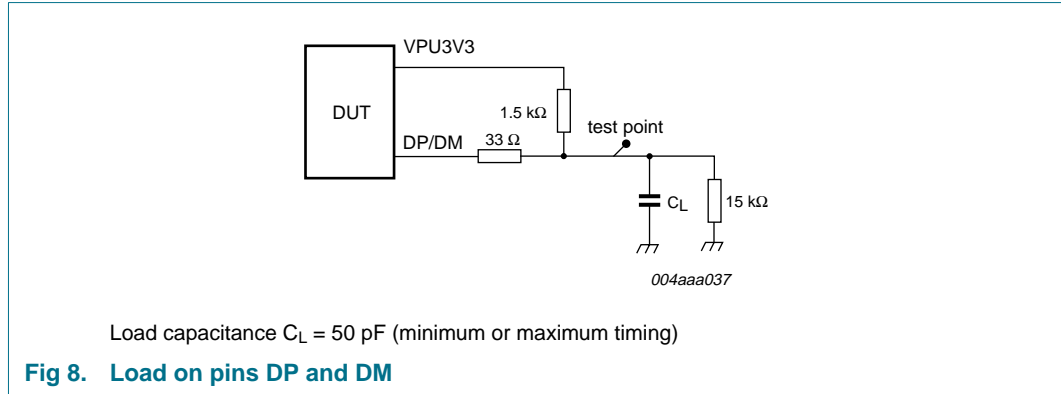 VPU3V3
DUT
1.5 kΩ
test point
DP/DM
33 Ω
CL
15 kΩ
004aaa037
Load capacitance CL = 50 pF (minimum or maximum timing)
Fig 8. Load on pins DP and DM